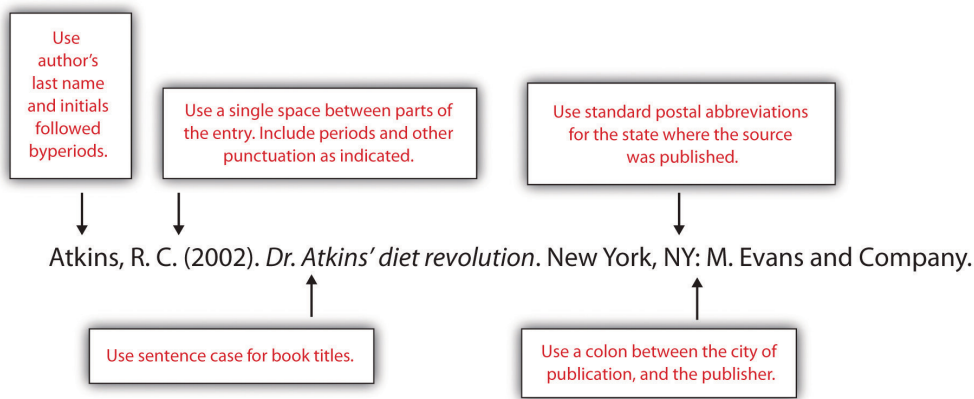 Use
author's
last name
and initials
followed
byperiods.
Use a single space between parts of
the entry. Include periods and other
punctuation as indicated.
Use standard postal abbreviations
for the state where the source
was published.
Atkins, R. C. (2002). Dr. Atkins' diet revolution. New York, NY: M. Evans and Company.
Use sentence case for book titles.
Use a colon between the city of
publication, and the publisher.